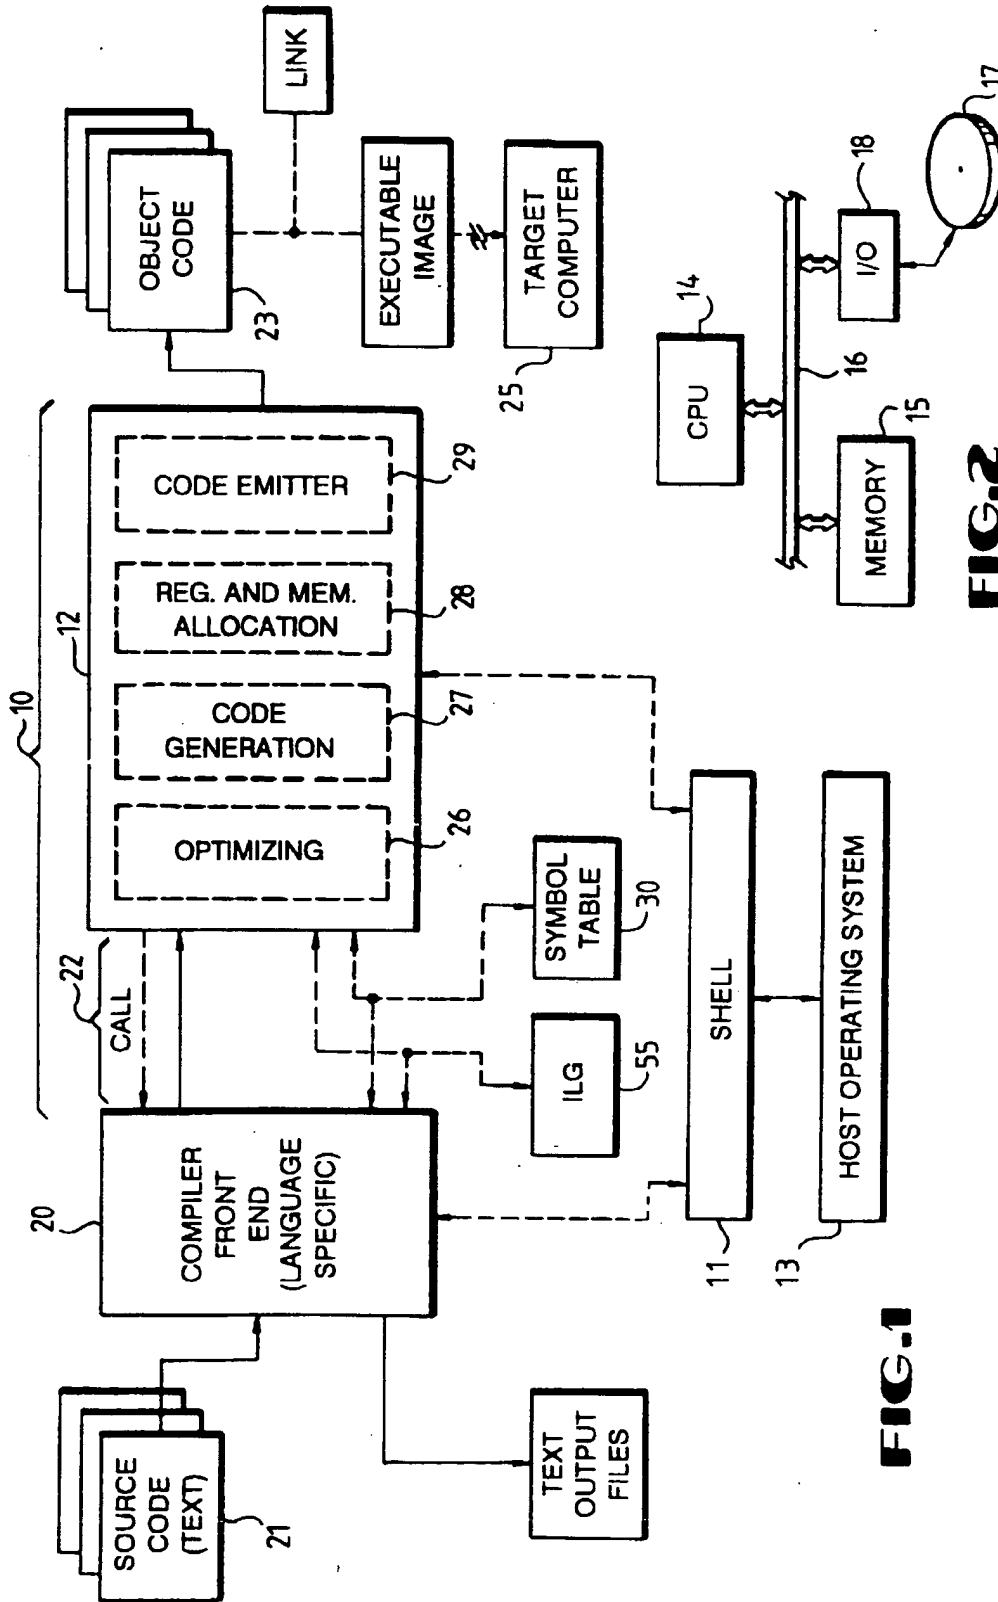 10
22
CALL
12
20
COMPILER
FRONT
END
(LANGUAGE
SPECIFIC)
OPTIMIZING
26
CODE
GENERATION
27
REG. AND MEM.
ALLOCATION
28
CODE EMITTER
29
SOURCE
CODE
(TEXT)
21
TEXT
OUTPUT
FILES
OBJECT
CODE
23
LINK
EXECUTABLE
IMAGE
TARGET
COMPUTER
25
ILG
55
SYMBOL
TABLE
30
SHELL
11
HOST OPERATING SYSTEM
13
FIG.1
CPU
14
16
MEMORY
15
I/O
18
17
FIG.2